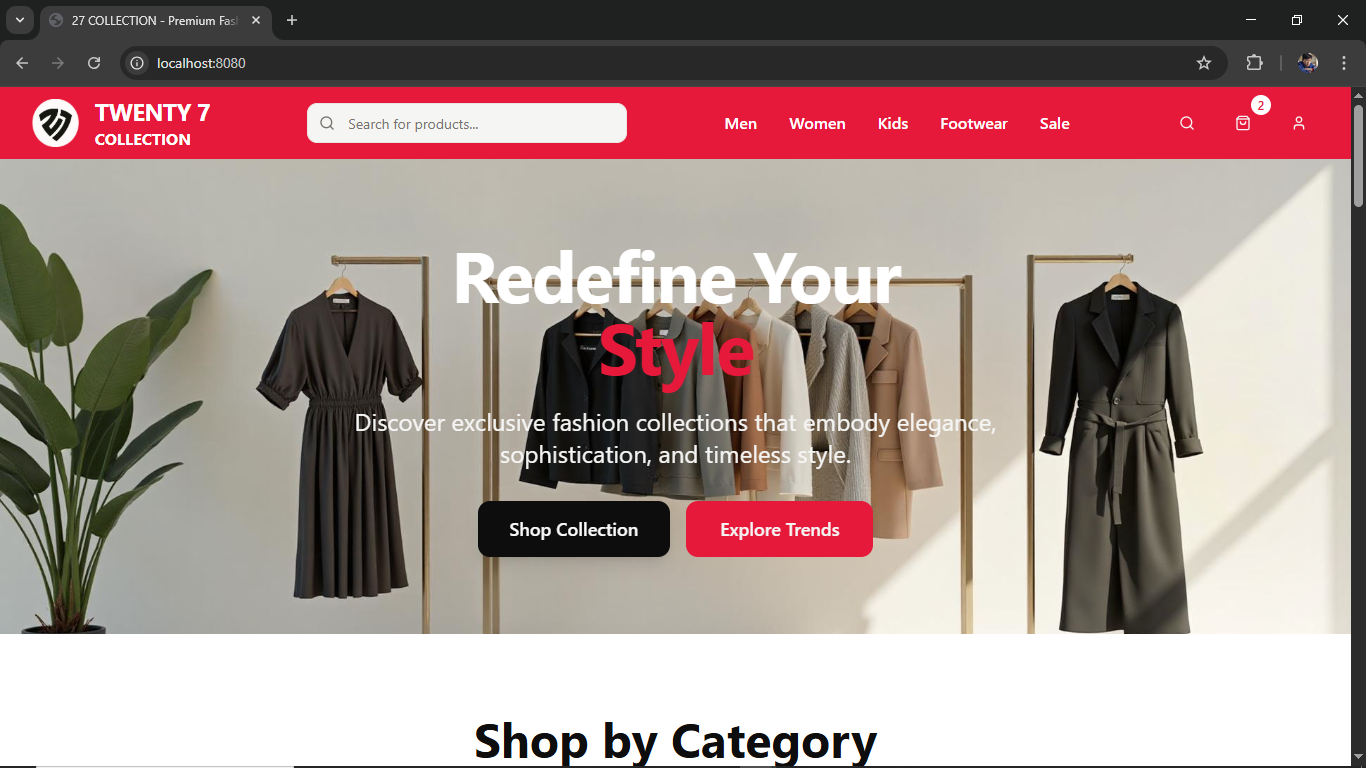 27 COLLECTION - Premium Fas
localhost:8080
TWENTY 7
COLLECTION
Search for products...
Men
Women
Kids
Footwear
Sale
2
Redefine Your
Style
Discover exclusive fashion collections that embody elegance,
sophistication, and timeless style.
Shop Collection
Explore Trends
Shop by Category